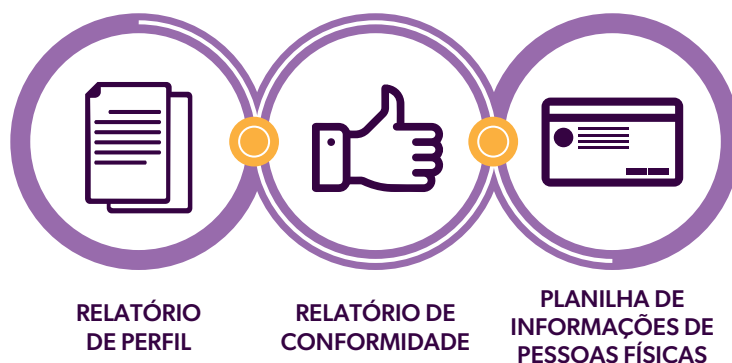 RELATÓRIO
DE PERFIL
RELATÓRIO DE
CONFORMIDADE
PLANILHA DE
INFORMAÇÕES DE
PESSOAS FÍSICAS